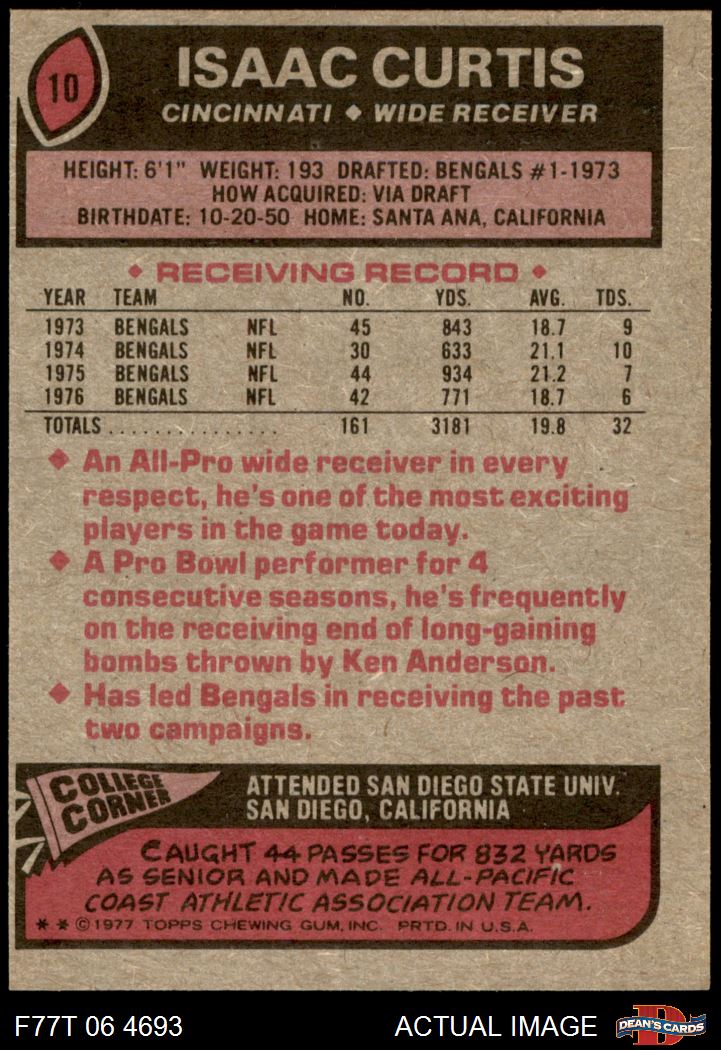 10
ISAAC CURTIS
CINCINNATI ◆ WIDE RECEIVER
HEIGHT: 6'1" WEIGHT: 193 DRAFTED: BENGALS #1-1973
HOW ACQUIRED: VIA DRAFT
BIRTHDATE: 10-20-50 HOME: SANTA ANA, CALIFORNIA
◆ RECEIVING RECORD ◆
YEAR TEAM NO. YDS. AVG. TDS.
1973 BENGALS NFL 45 843 18.7 9
1974 BENGALS NFL 30 633 21.1 10
1975 BENGALS NFL 44 934 21.2 7
1976 BENGALS NFL 42 771 18.7 6
TOTALS . . . . . . . . . . . . . . . 161 3181 19.8 32
◆ An All-Pro wide receiver in every
respect, he's one of the most exciting
players in the game today.
◆ A Pro Bowl performer for 4
consecutive seasons, he's frequently
on the receiving end of long-gaining
bombs thrown by Ken Anderson.
◆ Has led Bengals in receiving the past
two campaigns.
COLLEGE
CORNER
ATTENDED SAN DIEGO STATE UNIV.
SAN DIEGO, CALIFORNIA
CAUGHT 44 PASSES FOR 832 YARDS
AS SENIOR AND MADE ALL-PACIFIC
COAST ATHLETIC ASSOCIATION TEAM.
* * © 1977 TOPPS CHEWING GUM, INC. PRTD. IN U.S.A.
F77T 06 4693 ACTUAL IMAGE
D
DEAN'S CARDS